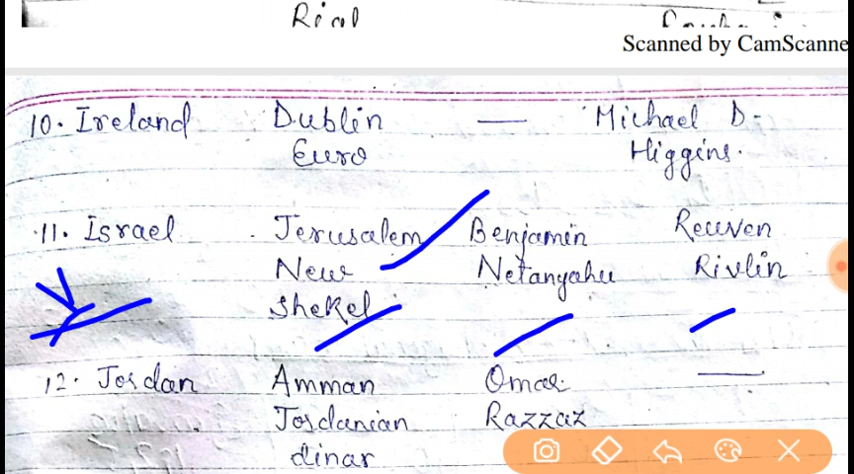 Rial
Scanned by CamScanne
10. Ireland Dublin — Michael D.
Euro Higgins.
11. Israel Jerusalem Benjamin Reuven
New Netanyahu Rivlin
Shekel
12. Jordan Amman Omar —
Jordanian Razzaz
dinar